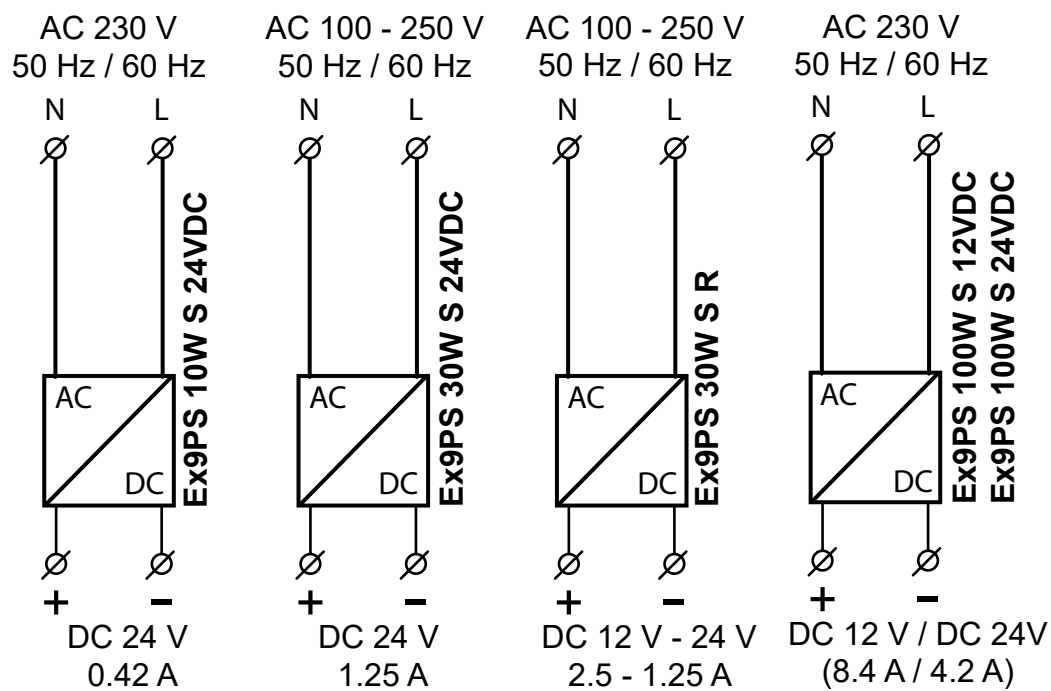 AC 230 V
50 Hz / 60 Hz
N L
Ex9PS 10W S 24VDC
AC
DC
+ −
DC 24 V
0.42 A
AC 100 - 250 V
50 Hz / 60 Hz
N L
Ex9PS 30W S 24VDC
AC
DC
+ −
DC 24 V
1.25 A
AC 100 - 250 V
50 Hz / 60 Hz
N L
Ex9PS 30W S R
AC
DC
+ −
DC 12 V - 24 V
2.5 - 1.25 A
AC 230 V
50 Hz / 60 Hz
N L
Ex9PS 100W S 12VDC
Ex9PS 100W S 24VDC
AC
DC
+ −
DC 12 V / DC 24V
(8.4 A / 4.2 A)